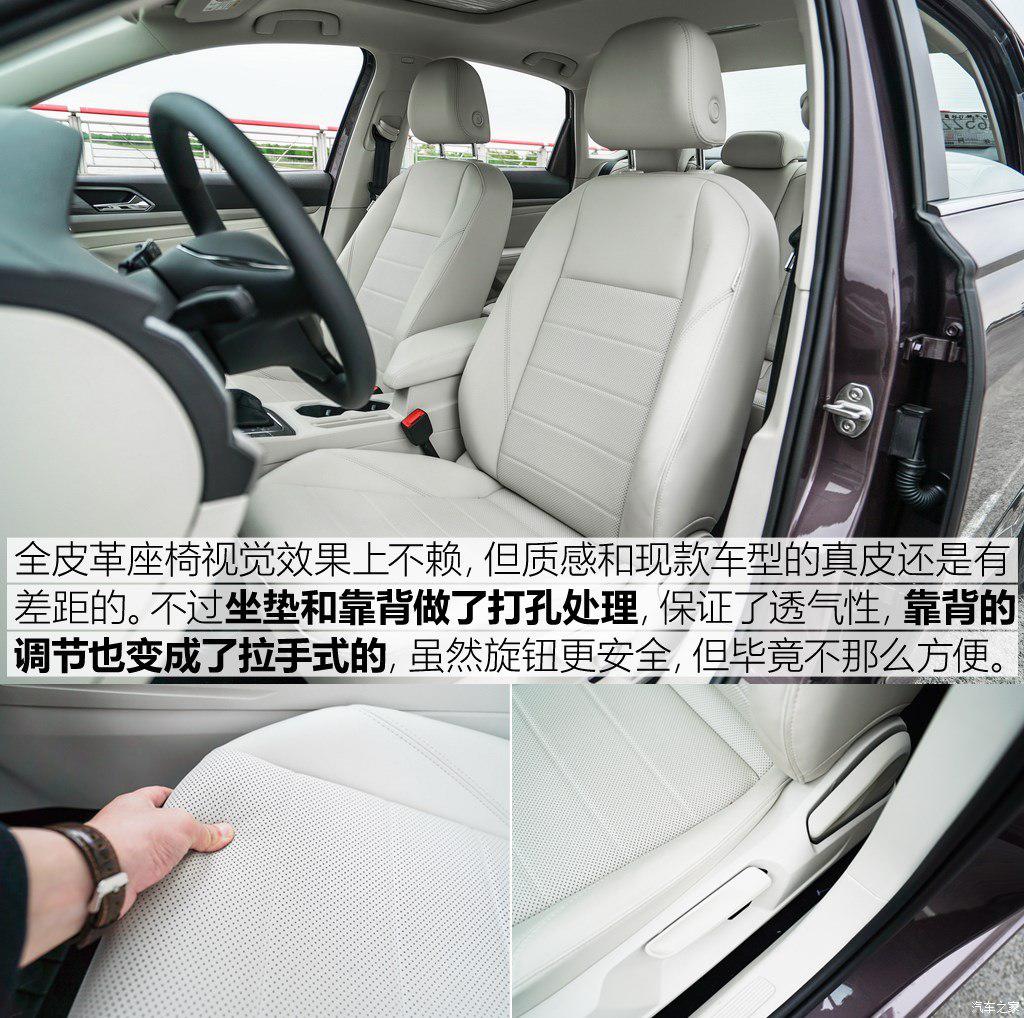 全皮革座椅视觉效果上不赖, 但质感和现款车型的真皮还是有
差距的。不过坐垫和靠背做了打孔处理, 保证了透气性, 靠背的
调节也变成了拉手式的, 虽然旋钮更安全, 但毕竟不那么方便。
汽车之家